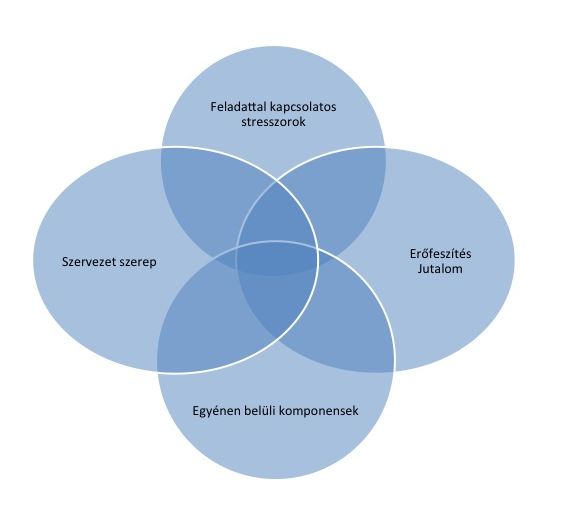 Feladattal kapcsolatos
stresszorok
Szervezet szerep
Erőfeszítés
Jutalom
Egyénen belüli komponensek